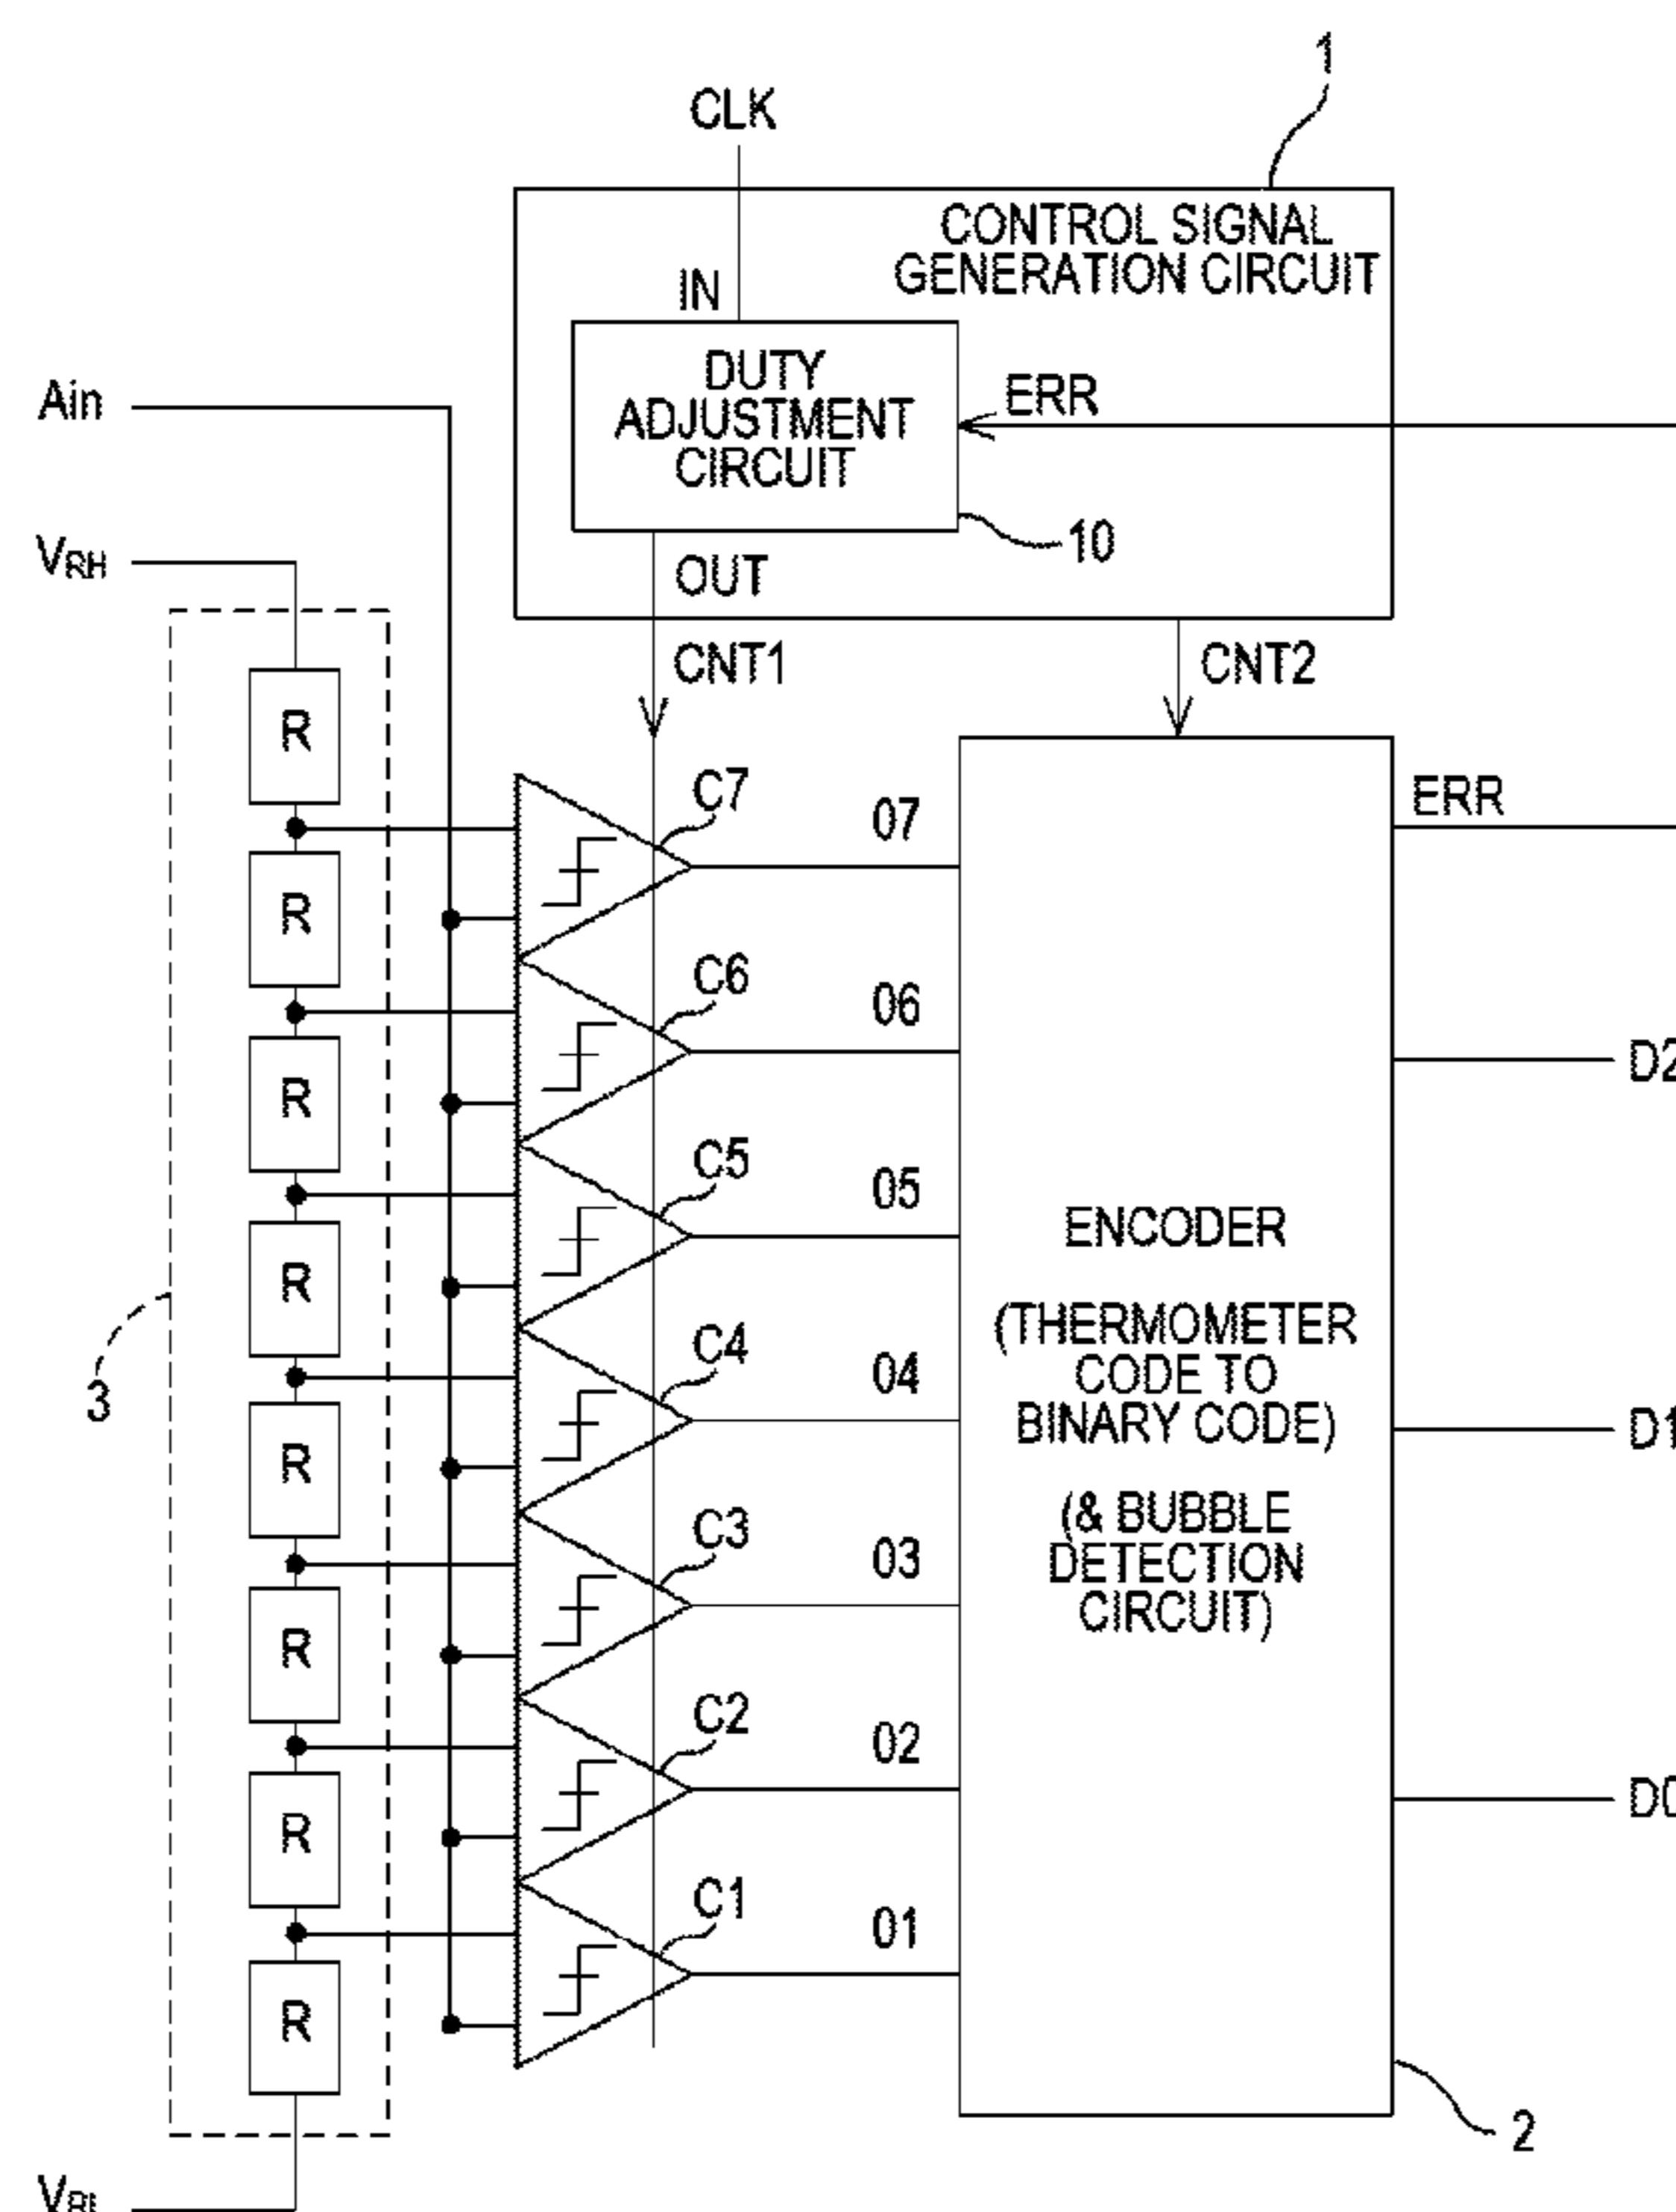 1
CLK
CONTROL SIGNAL
GENERATION CIRCUIT
IN
DUTY
ADJUSTMENT
CIRCUIT
ERR
Ain
10
VRH
OUT
CNT1
CNT2
R
C7
07
ERR
R
C6
06
R
D2
C5
05
R
ENCODER
(THERMOMETER
CODE TO
BINARY CODE)
(& BUBBLE
DETECTION
CIRCUIT)
3
C4
04
R
D1
C3
03
R
C2
02
R
D0
C1
01
R
2
VRL